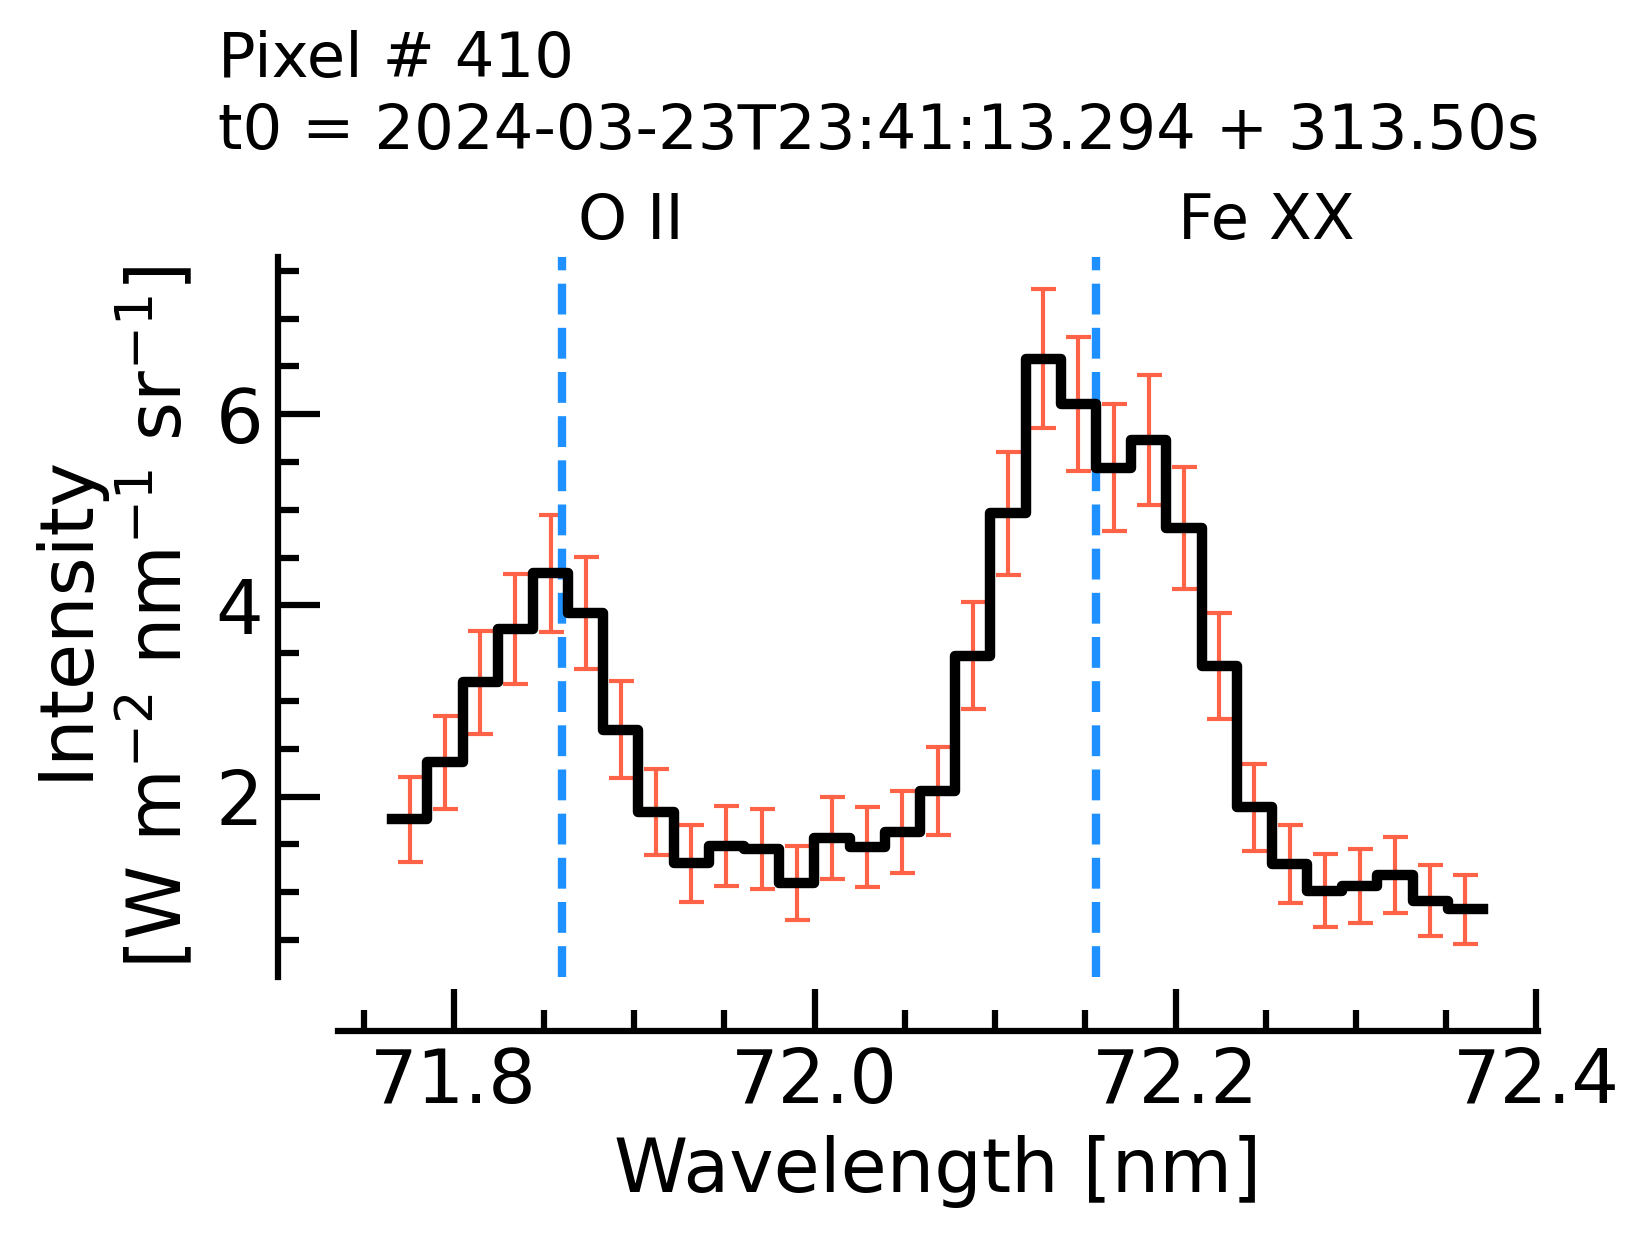 Pixel # 410
t0 = 2024-03-23T23:41:13.294 + 313.50s
O II
Fe XX
Intensity
[W m⁻² nm⁻¹ sr⁻¹]
6
4
2
71.8 72.0 72.2 72.4
Wavelength [nm]